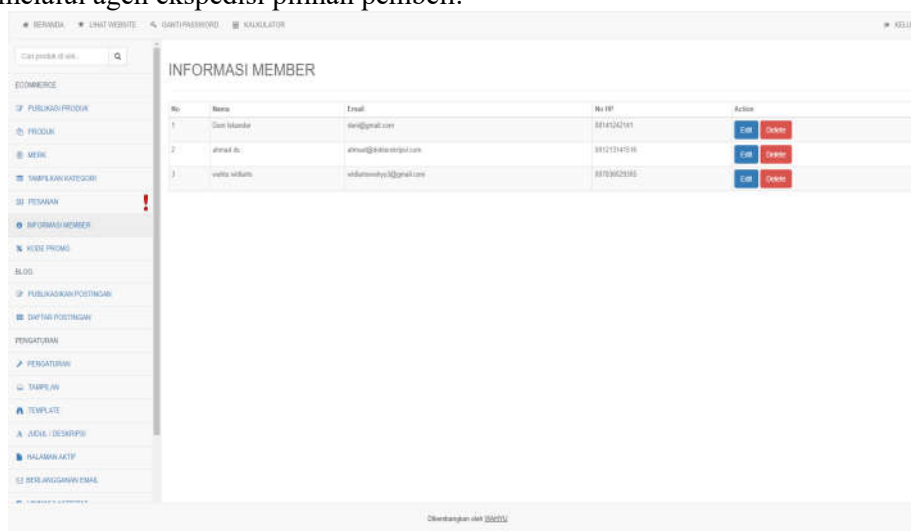 melalui agen ekspedisi pilihan pembeli.
BERANDA LIHAT WEBSITE GANTI PASSWORD KALKULATOR
Cari produk di sini..
INFORMASI MEMBER
ECOMMERCE
PUBLIKASI PRODUK
No Nama Email No HP Action
PRODUK
1 Edit Delete
MERK
2 Edit Delete
TAMPILKAN KATEGORI
3 Edit Delete
PESANAN
INFORMASI MEMBER
KODE PROMO
BLOG
PUBLIKASIKAN POSTINGAN
DAFTAR POSTINGAN
PENGATURAN
PENGATURAN
TAMPILAN
TEMPLATE
JUDUL / DESKRIPSI
HALAMAN AKTIF
BERLANGGANAN EMAIL
Dikembangkan oleh WAHYU